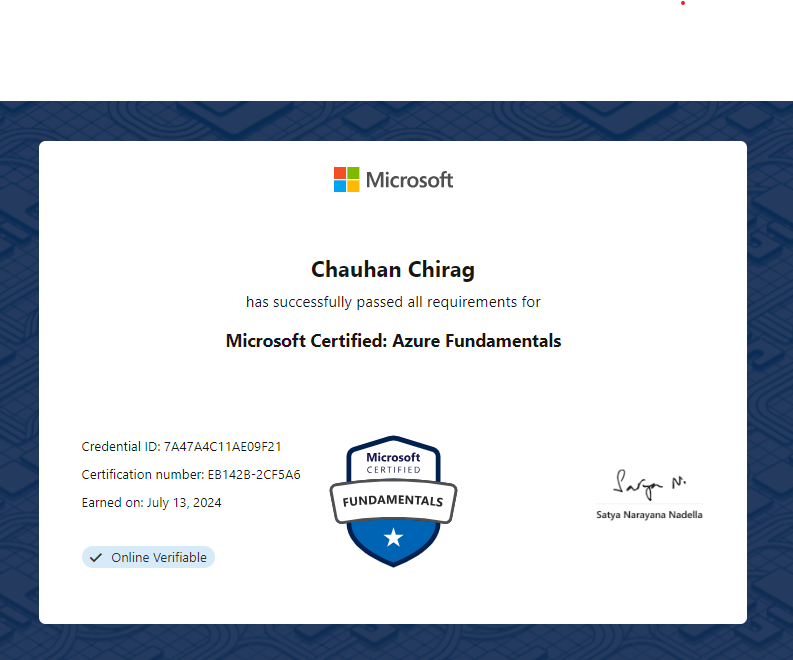 Microsoft
Chauhan Chirag
has successfully passed all requirements for
Microsoft Certified: Azure Fundamentals
Credential ID: 7A47A4C11AE09F21
Certification number: EB142B-2CF5A6
Earned on: July 13, 2024
Online Verifiable
Microsoft
CERTIFIED
FUNDAMENTALS
Satya N.
Satya Narayana Nadella